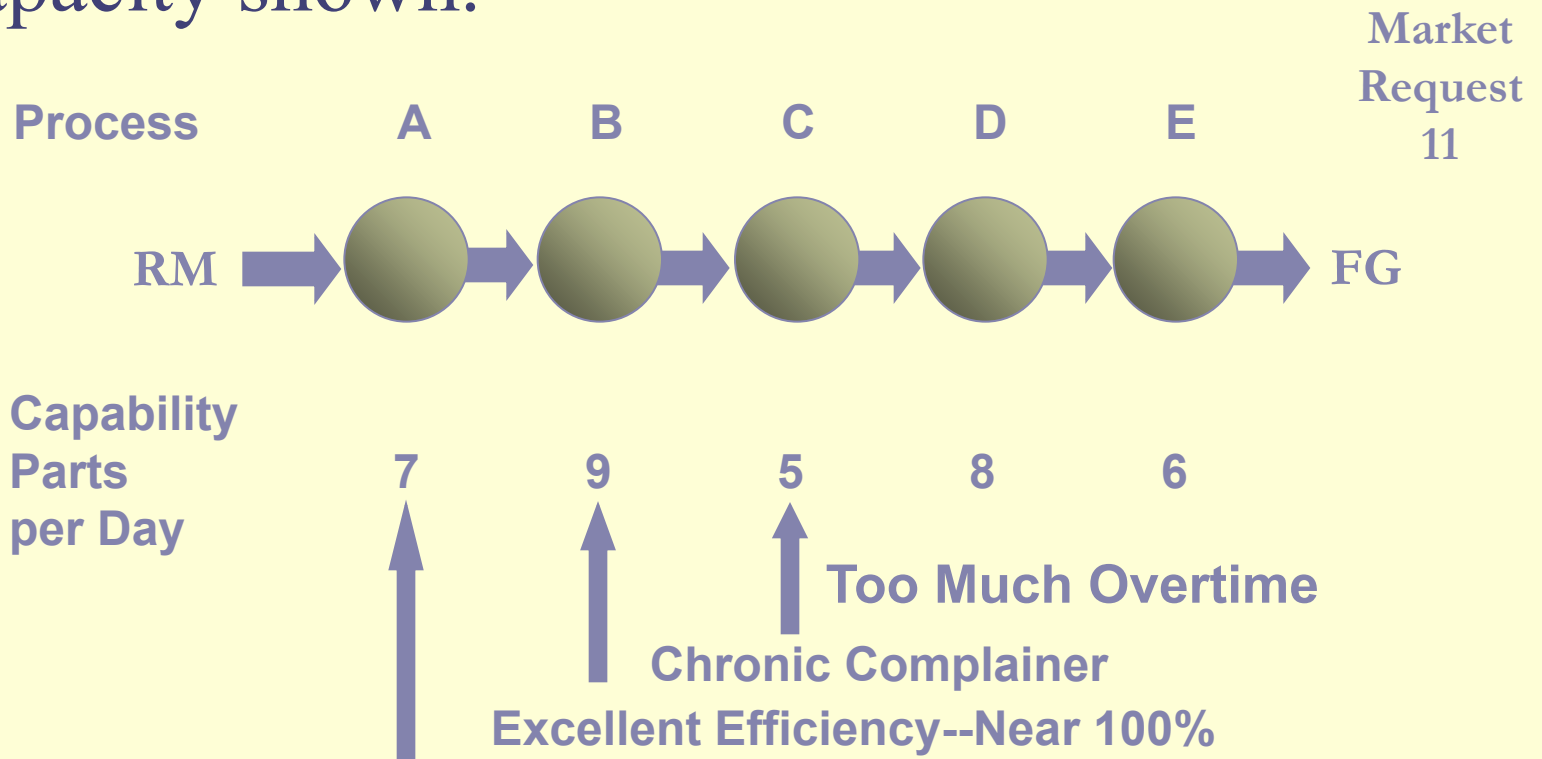 shown:
Market
Request
11
Process A B C D E
RM FG
Capability
Parts
per Day
7 9 5 8 6
Too Much Overtime
Chronic Complainer
Excellent Efficiency--Near 100%